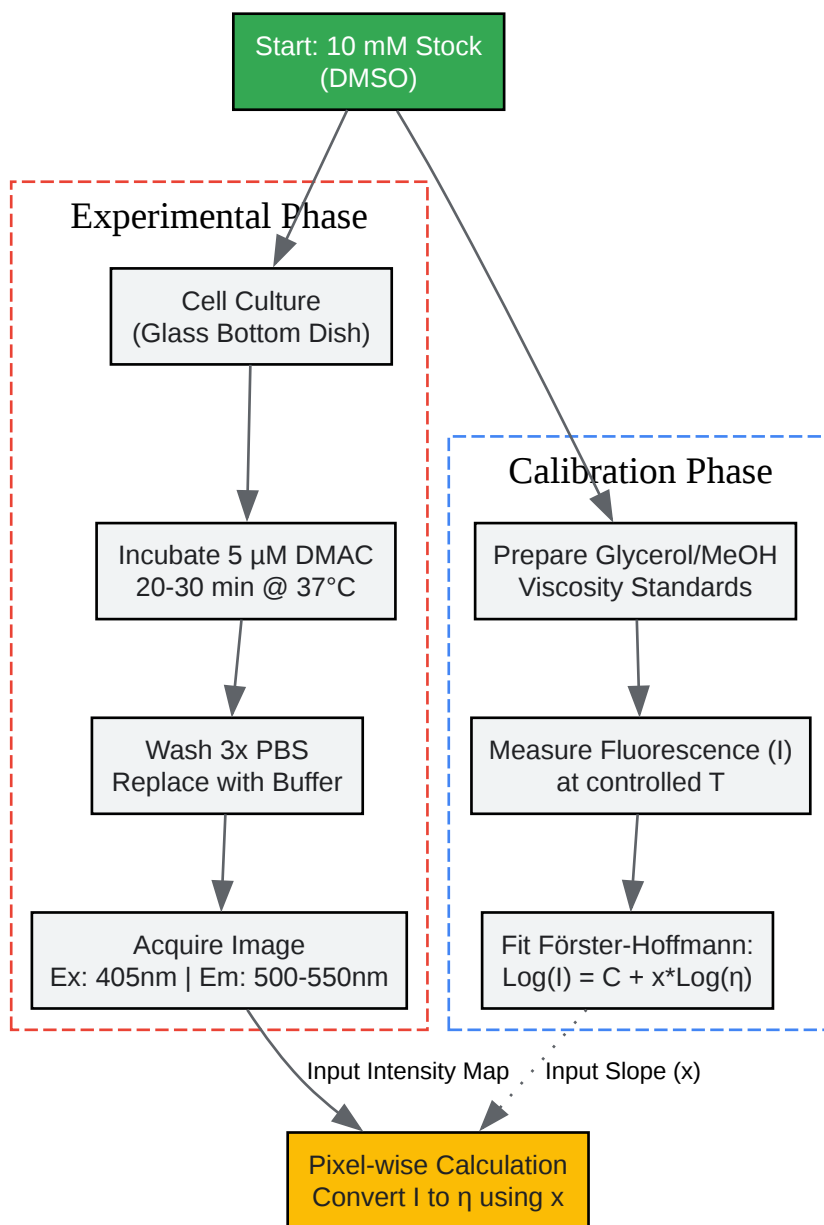 Start: 10 mM Stock
(DMSO)
Experimental Phase
Cell Culture
(Glass Bottom Dish)
Incubate 5 µM DMAC
20-30 min @ 37°C
Wash 3x PBS
Replace with Buffer
Acquire Image
Ex: 405nm | Em: 500-550nm
Calibration Phase
Prepare Glycerol/MeOH
Viscosity Standards
Measure Fluorescence (I)
at controlled T
Fit Förster-Hoffmann:
Log(I) = C + x*Log(η)
Input Intensity Map
Input Slope (x)
Pixel-wise Calculation
Convert I to η using x